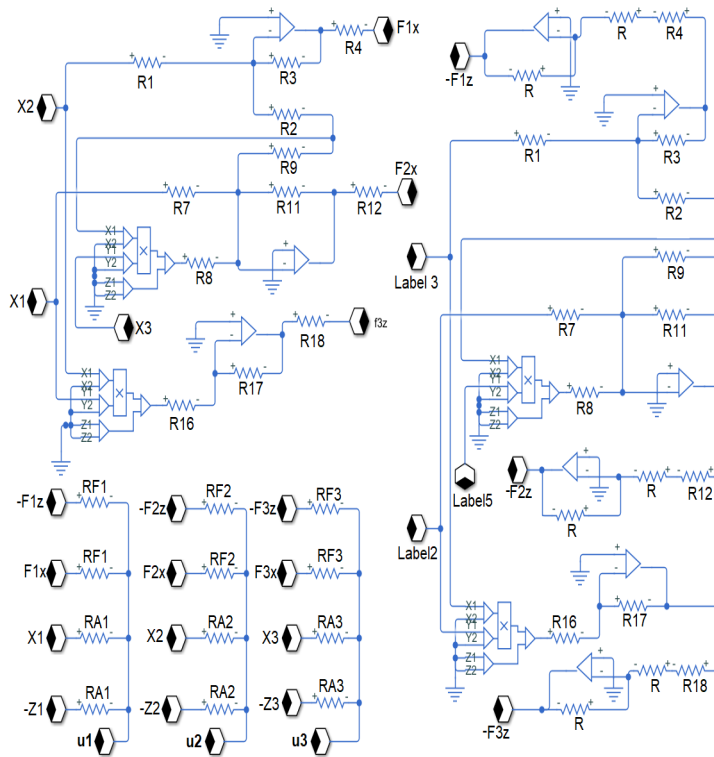 F1x
R4
R1
R3
X2
R2
R9
F2x
R7
R11
R12
X1
X2
Y1
Y2
Z1
Z2
R8
X1
X3
R18
f3z
R17
X1
X2
Y1
Y2
Z1
Z2
R16
-F1z
R
R4
R
R1
R3
R2
Label 3
R9
R7
R11
X1
X2
Y1
Y2
Z1
Z2
R8
Label5
-F2z
R
R12
R
Label2
X1
X2
Y1
Y2
Z1
Z2
R16
R17
R
R18
R
-F3z
-F1z
RF1
F1x
RF1
X1
RA1
-Z1
RA1
u1
-F2z
RF2
F2x
RF2
X2
RA2
-Z2
RA2
u2
-F3z
RF3
F3x
RF3
X3
RA3
-Z3
RA3
u3